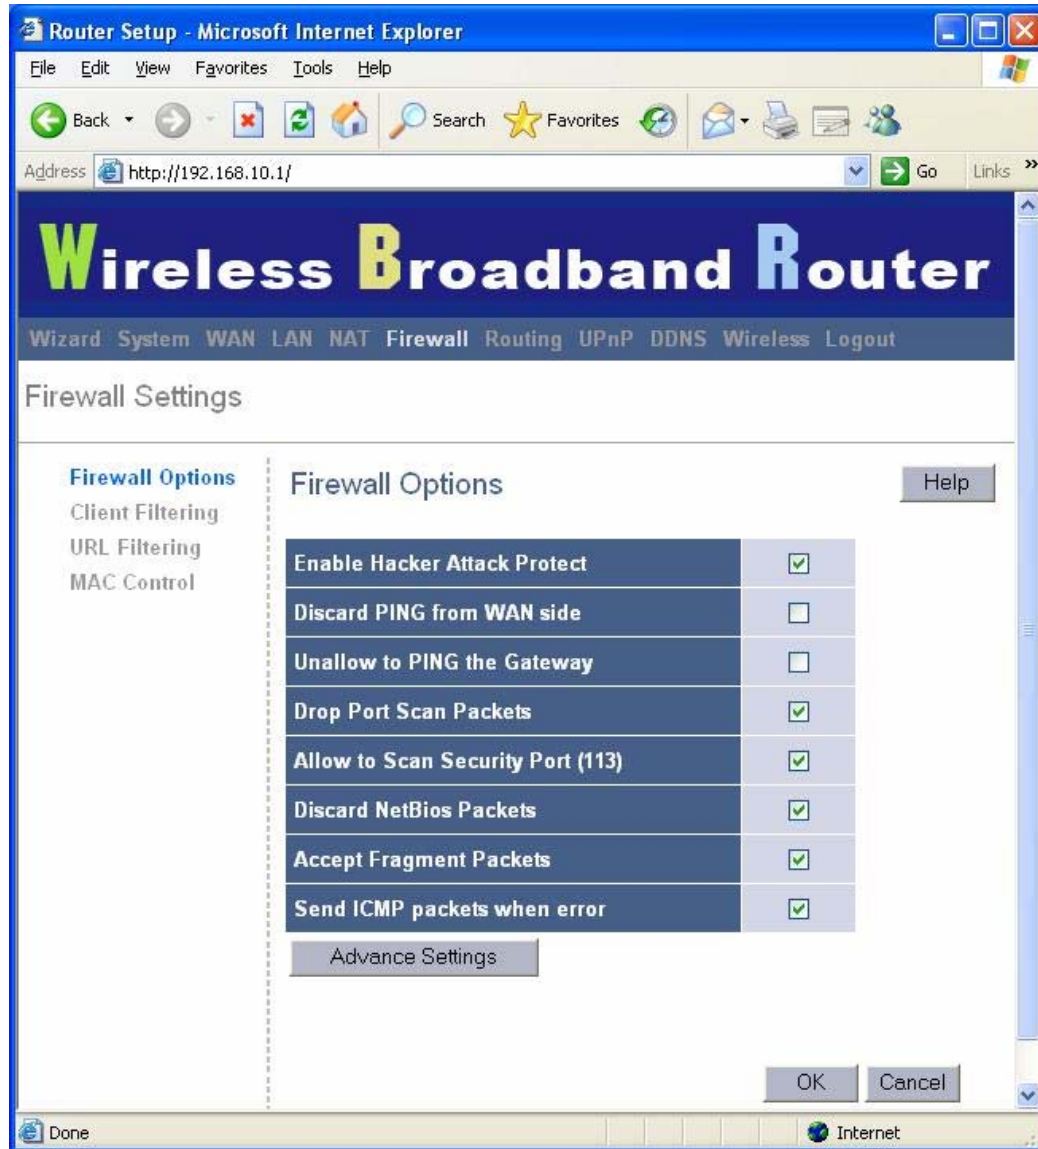 Router Setup - Microsoft Internet Explorer
File Edit View Favorites Tools Help
Back Search Favorites
Address http://192.168.10.1/ Go Links »
Wireless Broadband Router
Wizard System WAN LAN NAT Firewall Routing UPnP DDNS Wireless Logout
Firewall Settings
Firewall Options
Client Filtering
URL Filtering
MAC Control
Firewall Options
Help
Enable Hacker Attack Protect
Discard PING from WAN side
Unallow to PING the Gateway
Drop Port Scan Packets
Allow to Scan Security Port (113)
Discard NetBios Packets
Accept Fragment Packets
Send ICMP packets when error
Advance Settings
OK Cancel
Done Internet